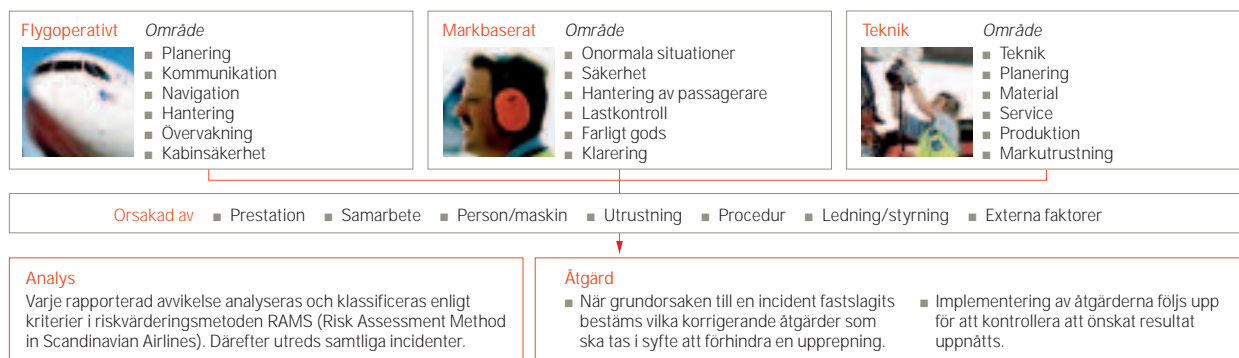 Flygoperativt
Område
■ Planering
■ Kommunikation
■ Navigation
■ Hantering
■ Övervakning
■ Kabinsäkerhet
Markbaserat
Område
■ Onormala situationer
■ Säkerhet
■ Hantering av passagerare
■ Lastkontroll
■ Farligt gods
■ Klarering
Teknik
Område
■ Teknik
■ Planering
■ Material
■ Service
■ Produktion
■ Markutrustning
Orsakad av ■ Prestation ■ Samarbete ■ Person/maskin ■ Utrustning ■ Procedur ■ Ledning/styrning ■ Externa faktorer
Analys
Varje rapporterad avvikelse analyseras och klassificeras enligt
kriterier i riskvärderingsmetoden RAMS (Risk Assessment Method
in Scandinavian Airlines). Därefter utreds samtliga incidenter.
Åtgärd
■ När grundorsaken till en incident fastslagits
bestäms vilka korrigerande åtgärder som
ska tas i syfte att förhindra en upprepning.
■ Implementering av åtgärderna följs upp
för att kontrollera att önskat resultat
uppnåtts.